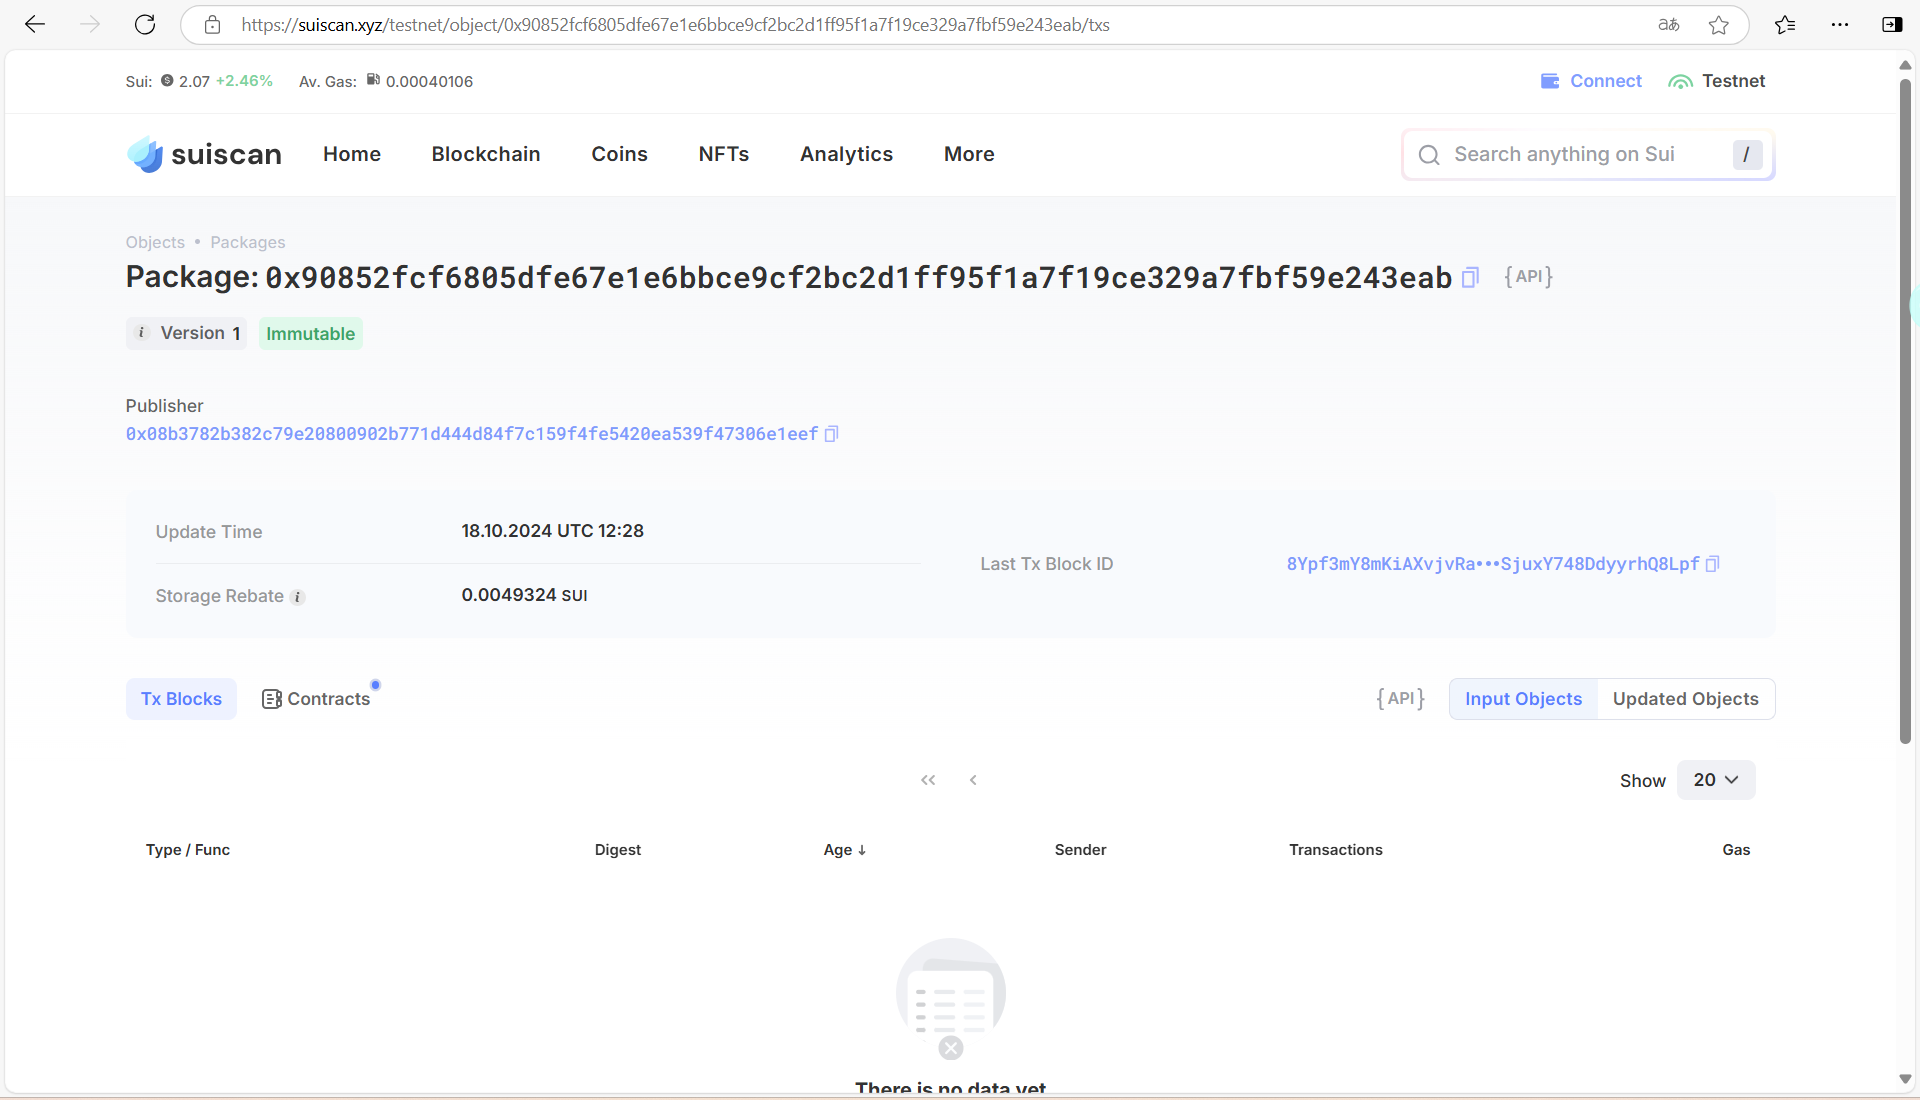 https://suiscan.xyz/testnet/object/0x90852fcf6805dfe67e1e6bbce9cf2bc2d1ff95f1a7f19ce329a7fbf59e243eab/txs
Sui: 2.07 +2.46% Av. Gas: 0.00040106
Connect Testnet
suiscan Home Blockchain Coins NFTs Analytics More Search anything on Sui /
Objects • Packages
Package: 0x90852fcf6805dfe67e1e6bbce9cf2bc2d1ff95f1a7f19ce329a7fbf59e243eab {API}
i Version 1 Immutable
Publisher
0x08b3782b382c79e20800902b771d444d84f7c159f4fe5420ea539f47306e1eef
Update Time 18.10.2024 UTC 12:28
Last Tx Block ID 8Ypf3mY8mKiAXvjvRa•••SjuxY748DdyyrhQ8Lpf
Storage Rebate i 0.0049324 SUI
Tx Blocks Contracts {API} Input Objects Updated Objects
Show 20
Type / Func Digest Age ↓ Sender Transactions Gas
There is no data yet